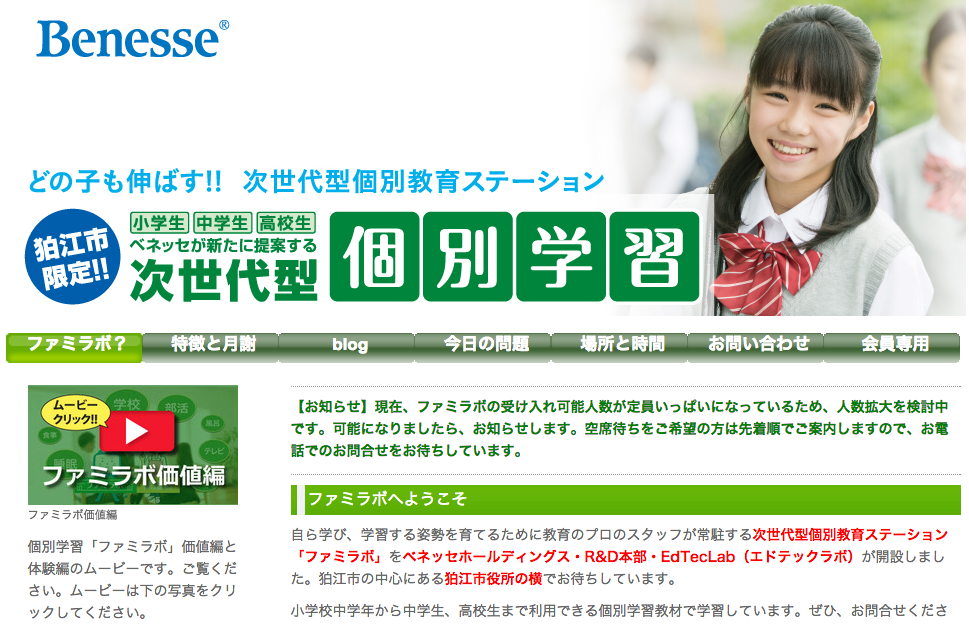 Benesse®
どの子も伸ばす!! 次世代型個別教育ステーション
狛江市
限定!!
小学生 中学生 高校生
ベネッセが新たに提案する
次世代型
個別学習
ファミラボ？ 特徴と月謝 blog 今日の問題 場所と時間 お問い合わせ 会員専用
ムービー
クリック!!
学校
部活
食事
風呂
テレビ
睡眠
ファミラボ価値編
ファミラボ価値編
個別学習「ファミラボ」価値編と
体験編のムービーです。ご覧くだ
さい。ムービーは下の写真をクリ
ックしてください。
【お知らせ】現在、ファミラボの受け入れ可能人数が定員いっぱいになっているため、人数拡大を検討中
です。可能になりましたら、お知らせします。空席待ちをご希望の方は先着順でご案内しますので、お電
話でのお問合せをお待ちしています。
ファミラボへようこそ
自ら学び、学習する姿勢を育てるために教育のプロのスタッフが常駐する次世代型個別教育ステーション
「ファミラボ」をベネッセホールディングス・R&D本部・EdTecLab（エドテックラボ）が開設しまし
た。狛江市の中心にある狛江市役所の横でお待ちしています。
小学校中学年から中学生、高校生まで利用できる個別学習教材で学習しています。ぜひ、お問合せくださ